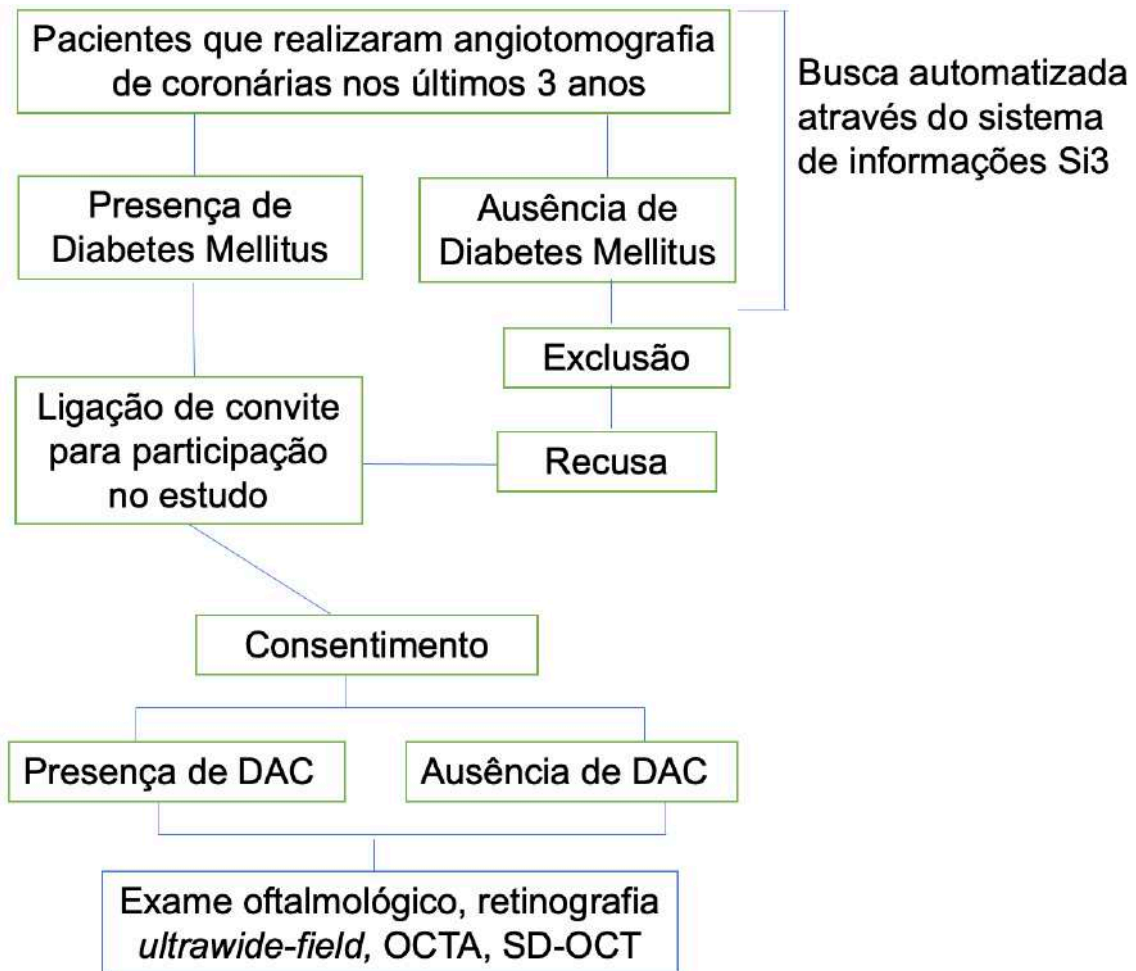 Pacientes que realizaram angiotomografia
de coronárias nos últimos 3 anos
Busca automatizada
através do sistema
de informações Si3
Presença de
Diabetes Mellitus
Ausência de
Diabetes Mellitus
Exclusão
Ligação de convite
para participação
no estudo
Recusa
Consentimento
Presença de DAC
Ausência de DAC
Exame oftalmológico, retinografia
ultrawide-field, OCTA, SD-OCT